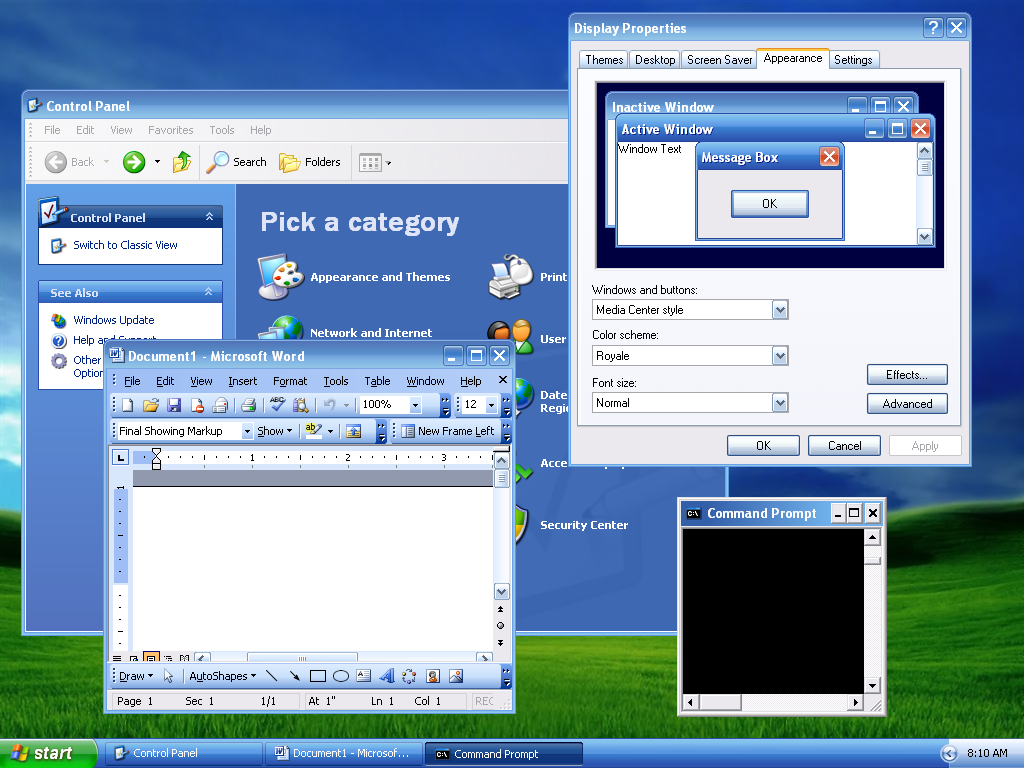 Display Properties
Themes
Desktop
Screen Saver
Appearance
Settings
Inactive Window
Active Window
Window Text
Message Box
OK
Windows and buttons:
Media Center style
Color scheme:
Royale
Font size:
Normal
Effects...
Advanced
OK
Cancel
Apply
Control Panel
File
Edit
View
Favorites
Tools
Help
Back
Search
Folders
Control Panel
Switch to Classic View
See Also
Windows Update
Help and
Other
Pick a category
Appearance and Themes
Network and Internet
User
Date
Security Center
Document1 - Microsoft Word
File
Edit
View
Insert
Format
Tools
Table
Window
Help
100%
12
Final Showing Markup
Show
New Frame Left
1
2
3
1
Draw
AutoShapes
Page 1
Sec 1
1/1
At 1"
Ln 1
Col 1
REC
C:\
Command Prompt
start
Control Panel
Document1 - Microsof...
C:\
Command Prompt
8:10 AM